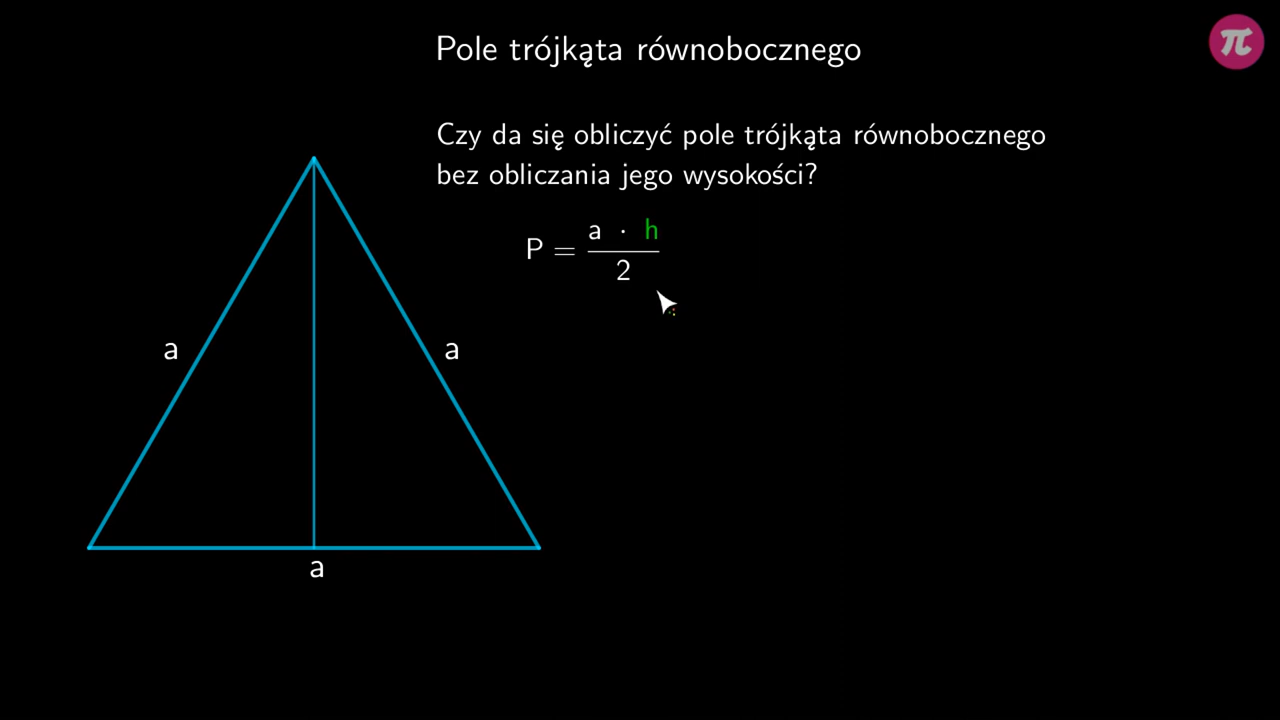 π
Pole trójkąta równobocznego
Czy da się obliczyć pole trójkąta równobocznego
bez obliczania jego wysokości?
P = a · h / 2
a
a
a